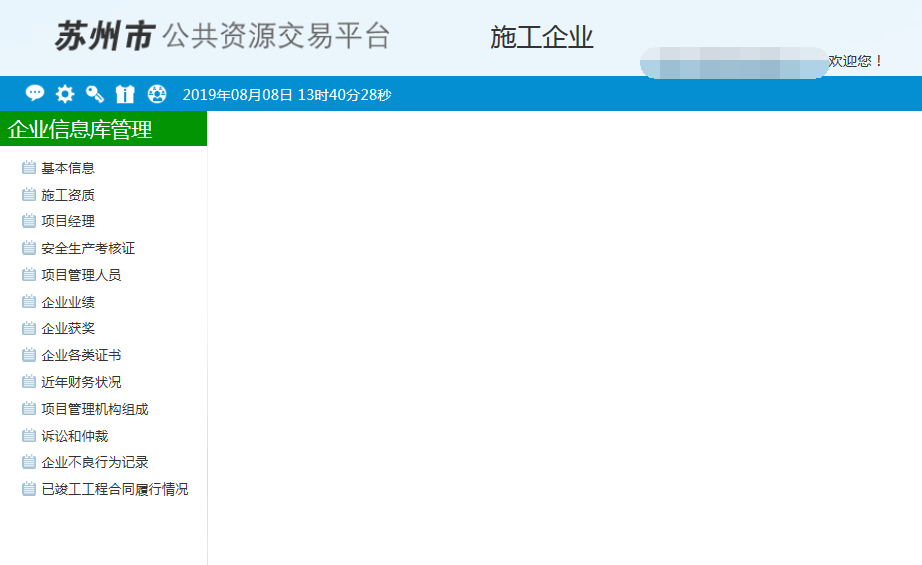 苏州市 公共资源交易平台
施工企业
欢迎您！
2019年08月08日 13时40分28秒
企业信息库管理
基本信息
施工资质
项目经理
安全生产考核证
项目管理人员
企业业绩
企业获奖
企业各类证书
近年财务状况
项目管理机构组成
诉讼和仲裁
企业不良行为记录
已竣工工程合同履行情况